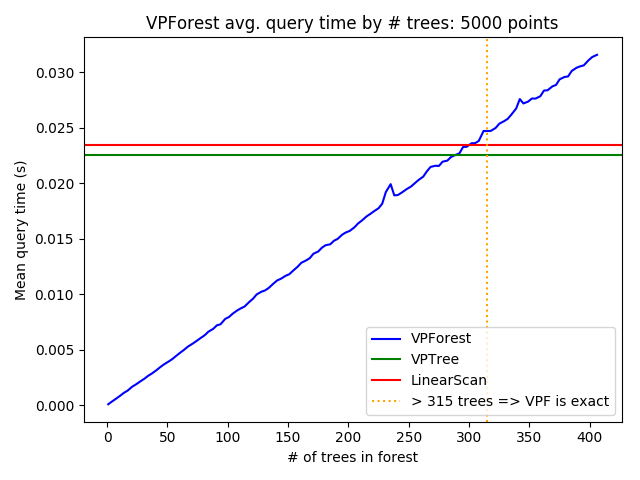 VPForest avg. query time by # trees: 5000 points
Mean query time (s)
0.030
0.025
0.020
0.015
0.010
0.005
0.000
VPForest
VPTree
LinearScan
> 315 trees => VPF is exact
0 50 100 150 200 250 300 350 400
# of trees in forest